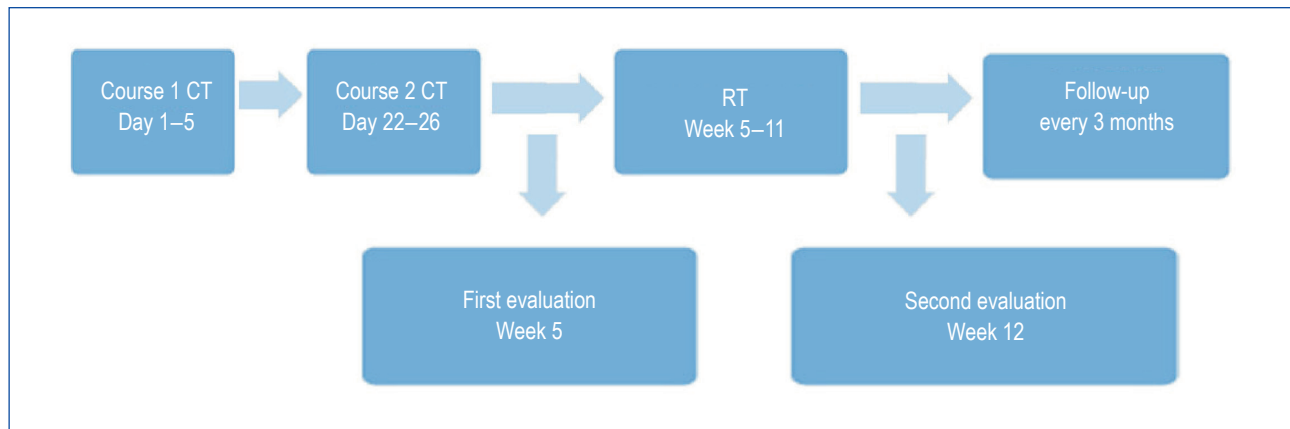 Course 1 CT
Day 1–5
Course 2 CT
Day 22–26
RT
Week 5–11
Follow-up
every 3 months
First evaluation
Week 5
Second evaluation
Week 12